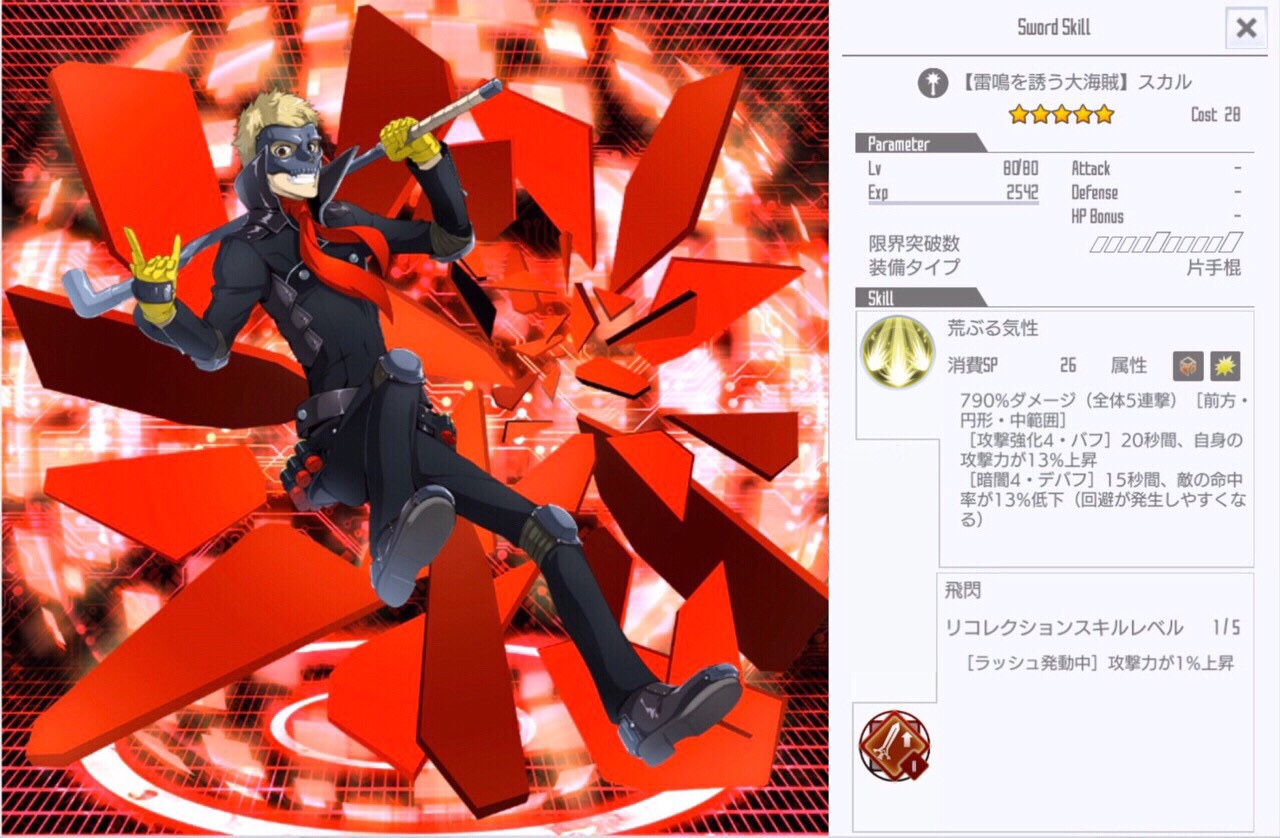 Sword Skill
【雷鳴を誘う大海賊】スカル
Cost 28
Parameter
Lv 80/80 Attack -
Exp 2542 Defense -
HP Bonus -
限界突破数
装備タイプ 片手棍
Skill
荒ぶる気性
消費SP 26 属性
790%ダメージ（全体5連撃）［前方・
円形・中範囲］
［攻撃強化4・バフ］20秒間、自身の
攻撃力が13%上昇
［暗闇4・デバフ］15秒間、敵の命中
率が13%低下（回避が発生しやすくな
る）
飛閃
リコレクションスキルレベル 1/5
［ラッシュ発動中］攻撃力が1%上昇
I